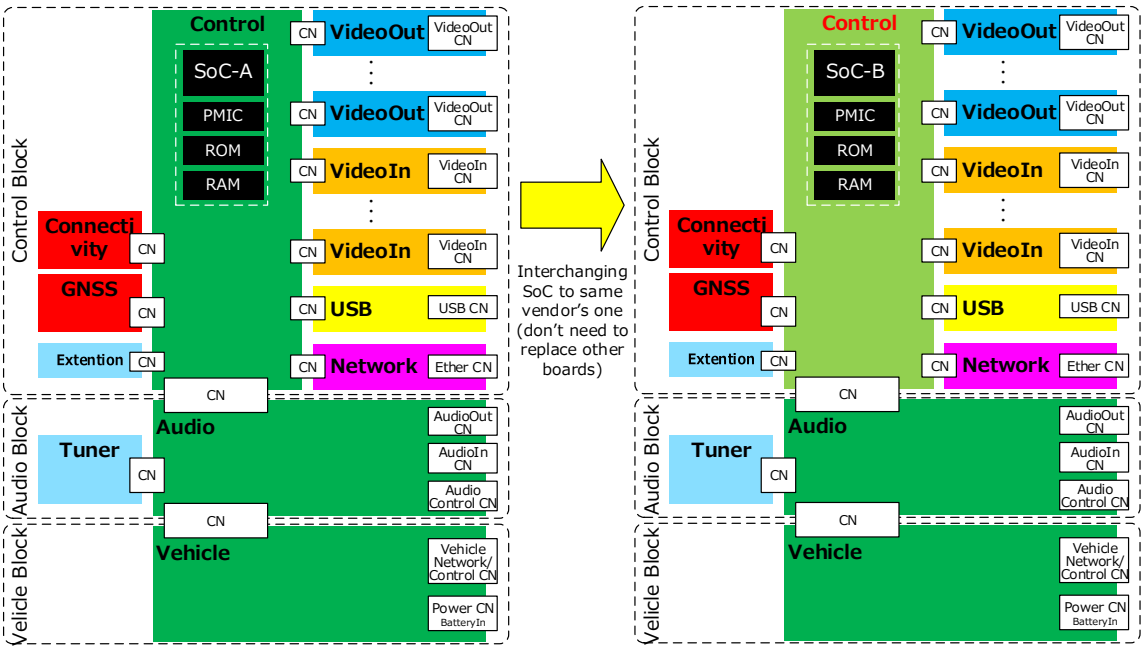 Control Block
Control
SoC-A
PMIC
ROM
RAM
CN
VideoOut
VideoOut
CN
⋮
CN
VideoOut
VideoOut
CN
CN
VideoIn
VideoIn
CN
⋮
CN
VideoIn
VideoIn
CN
Connecti
vity
CN
GNSS
CN
CN
USB
USB CN
Extention
CN
CN
Network
Ether CN
CN
Audio Block
Audio
Tuner
CN
AudioOut
CN
AudioIn
CN
Audio
Control CN
CN
Velicle Block
Vehicle
Vehicle
Network/
Control CN
Power CN
BatteryIn
Interchanging
SoC to same
vendor's one
(don't need to
replace other
boards)
Control Block
Control
SoC-B
PMIC
ROM
RAM
CN
VideoOut
VideoOut
CN
⋮
CN
VideoOut
VideoOut
CN
CN
VideoIn
VideoIn
CN
⋮
CN
VideoIn
VideoIn
CN
Connecti
vity
CN
GNSS
CN
CN
USB
USB CN
Extention
CN
CN
Network
Ether CN
CN
Audio Block
Audio
Tuner
CN
AudioOut
CN
AudioIn
CN
Audio
Control CN
CN
Velicle Block
Vehicle
Vehicle
Network/
Control CN
Power CN
BatteryIn